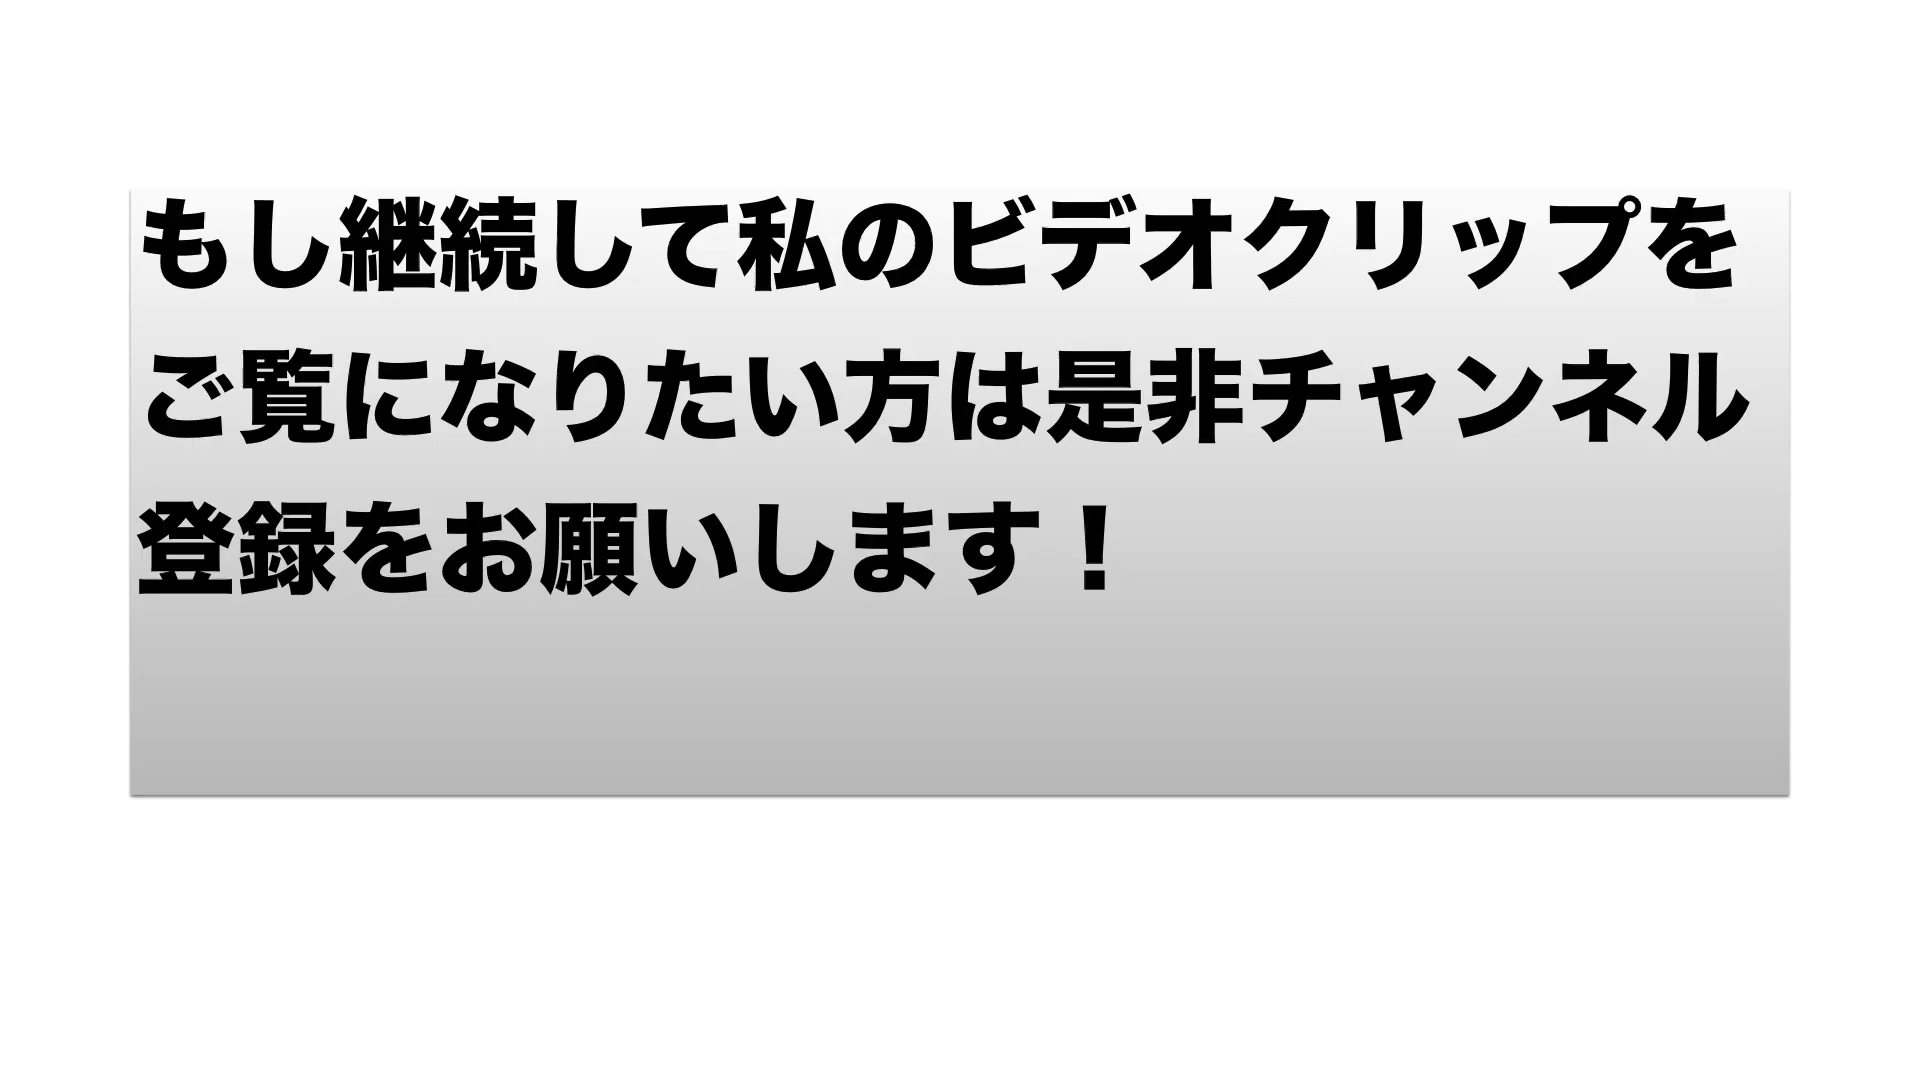 もし継続して私のビデオクリップを
ご覧になりたい方は是非チャンネル
登録をお願いします！